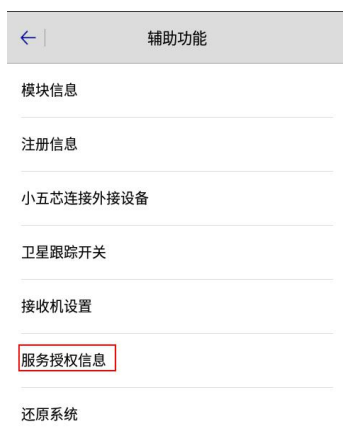 辅助功能
模块信息
注册信息
小五芯连接外接设备
卫星跟踪开关
接收机设置
服务授权信息
还原系统